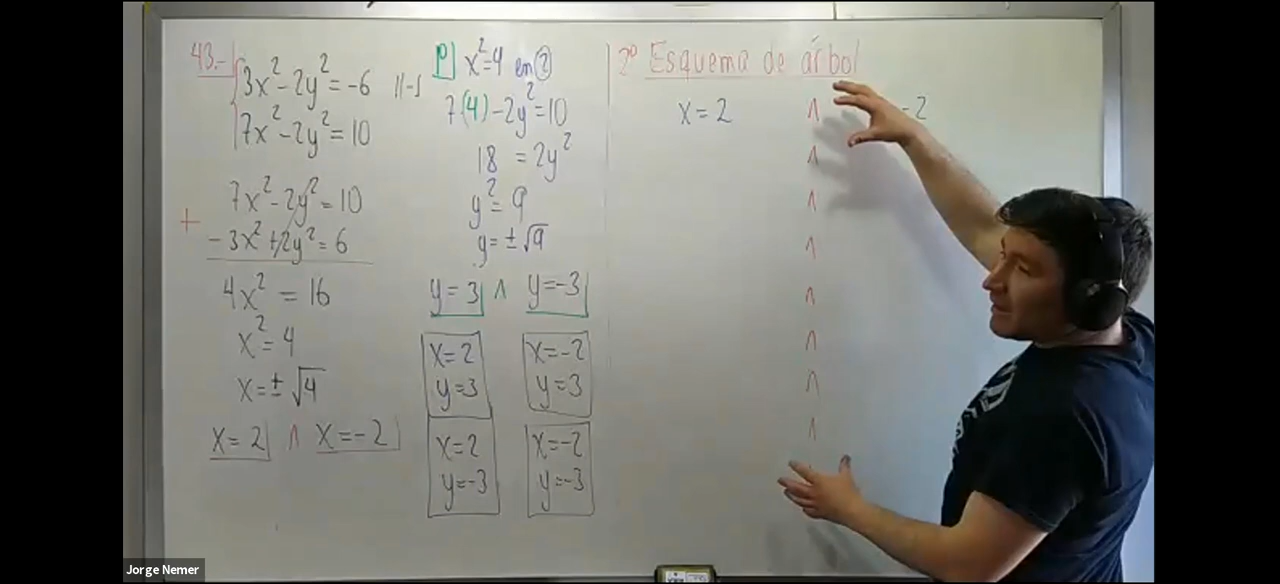 43.-
3x²-2y²=-6 //-1
7x²-2y²=10
7x²-2y²=10
+
-3x²+2y²=6
4x² = 16
x²=4
x=±√4
x=2 ∧ x=-2
P] x²=4 en ②
7(4)-2y²=10
18 =2y²
y²=9
y=±√9
y=3 ∧ y=-3
x=2
y=3
x=-2
y=3
x=2
y=-3
x=-2
y=-3
2º Esquema de árbol
x=2 ∧ -2
∧
∧
∧
∧
∧
∧
∧
Jorge Nemer